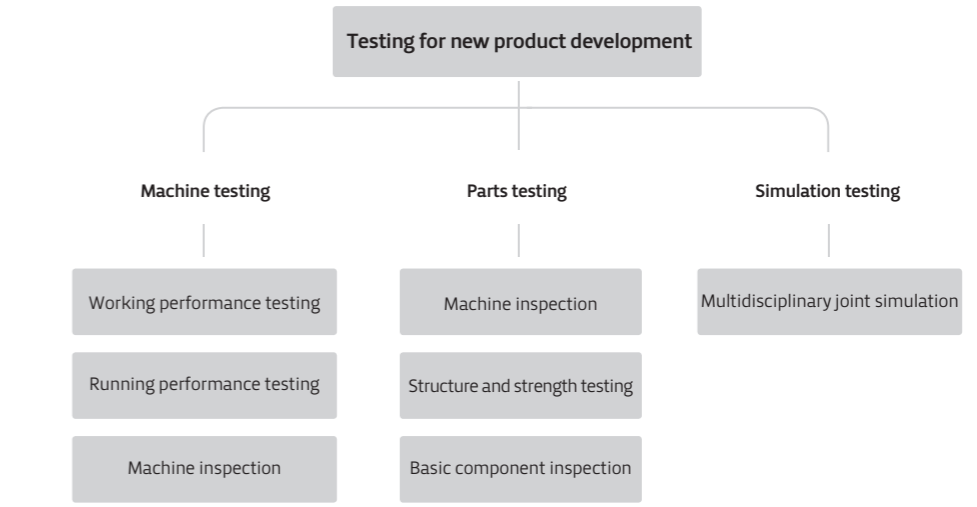 Testing for new product development
Machine testing
Parts testing
Simulation testing
Working performance testing
Machine inspection
Multidisciplinary joint simulation
Running performance testing
Structure and strength testing
Machine inspection
Basic component inspection